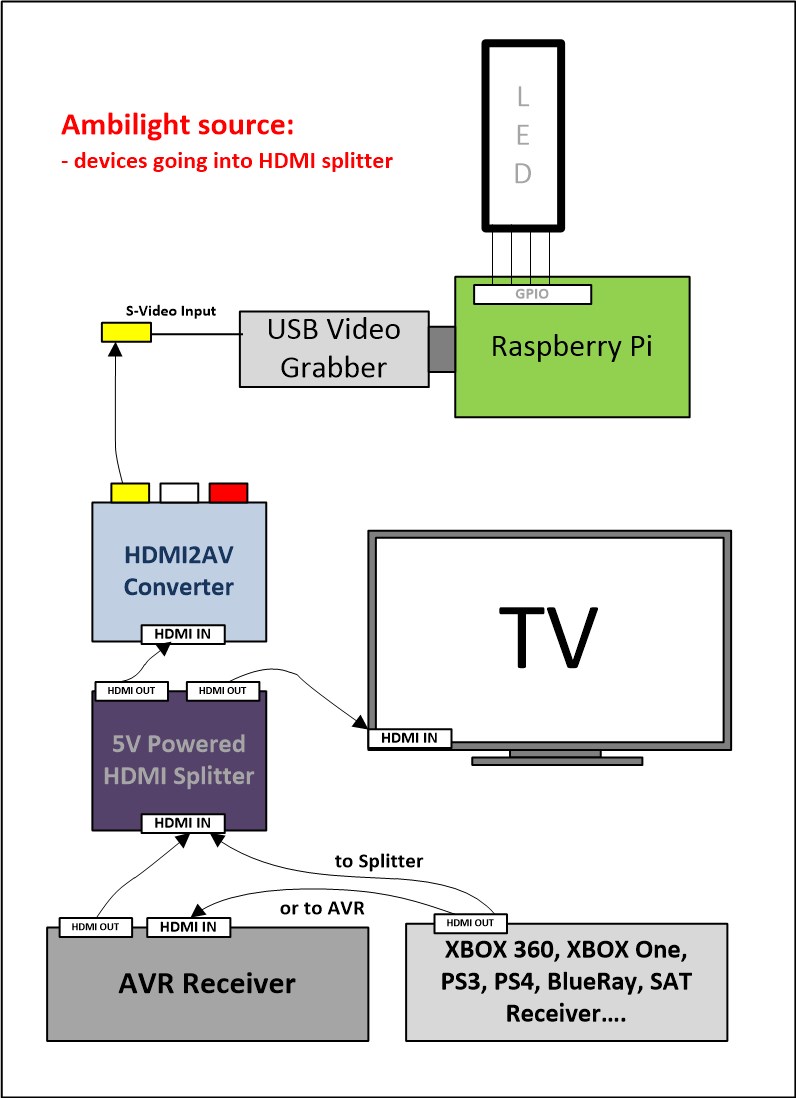 Ambilight source:
- devices going into HDMI splitter
L
E
D
GPIO
Raspberry Pi
S-Video Input
USB Video
Grabber
HDMI2AV
Converter
HDMI IN
HDMI OUT
HDMI OUT
5V Powered
HDMI Splitter
HDMI IN
TV
HDMI IN
to Splitter
or to AVR
HDMI OUT
HDMI IN
AVR Receiver
HDMI OUT
XBOX 360, XBOX One,
PS3, PS4, BlueRay, SAT
Receiver....